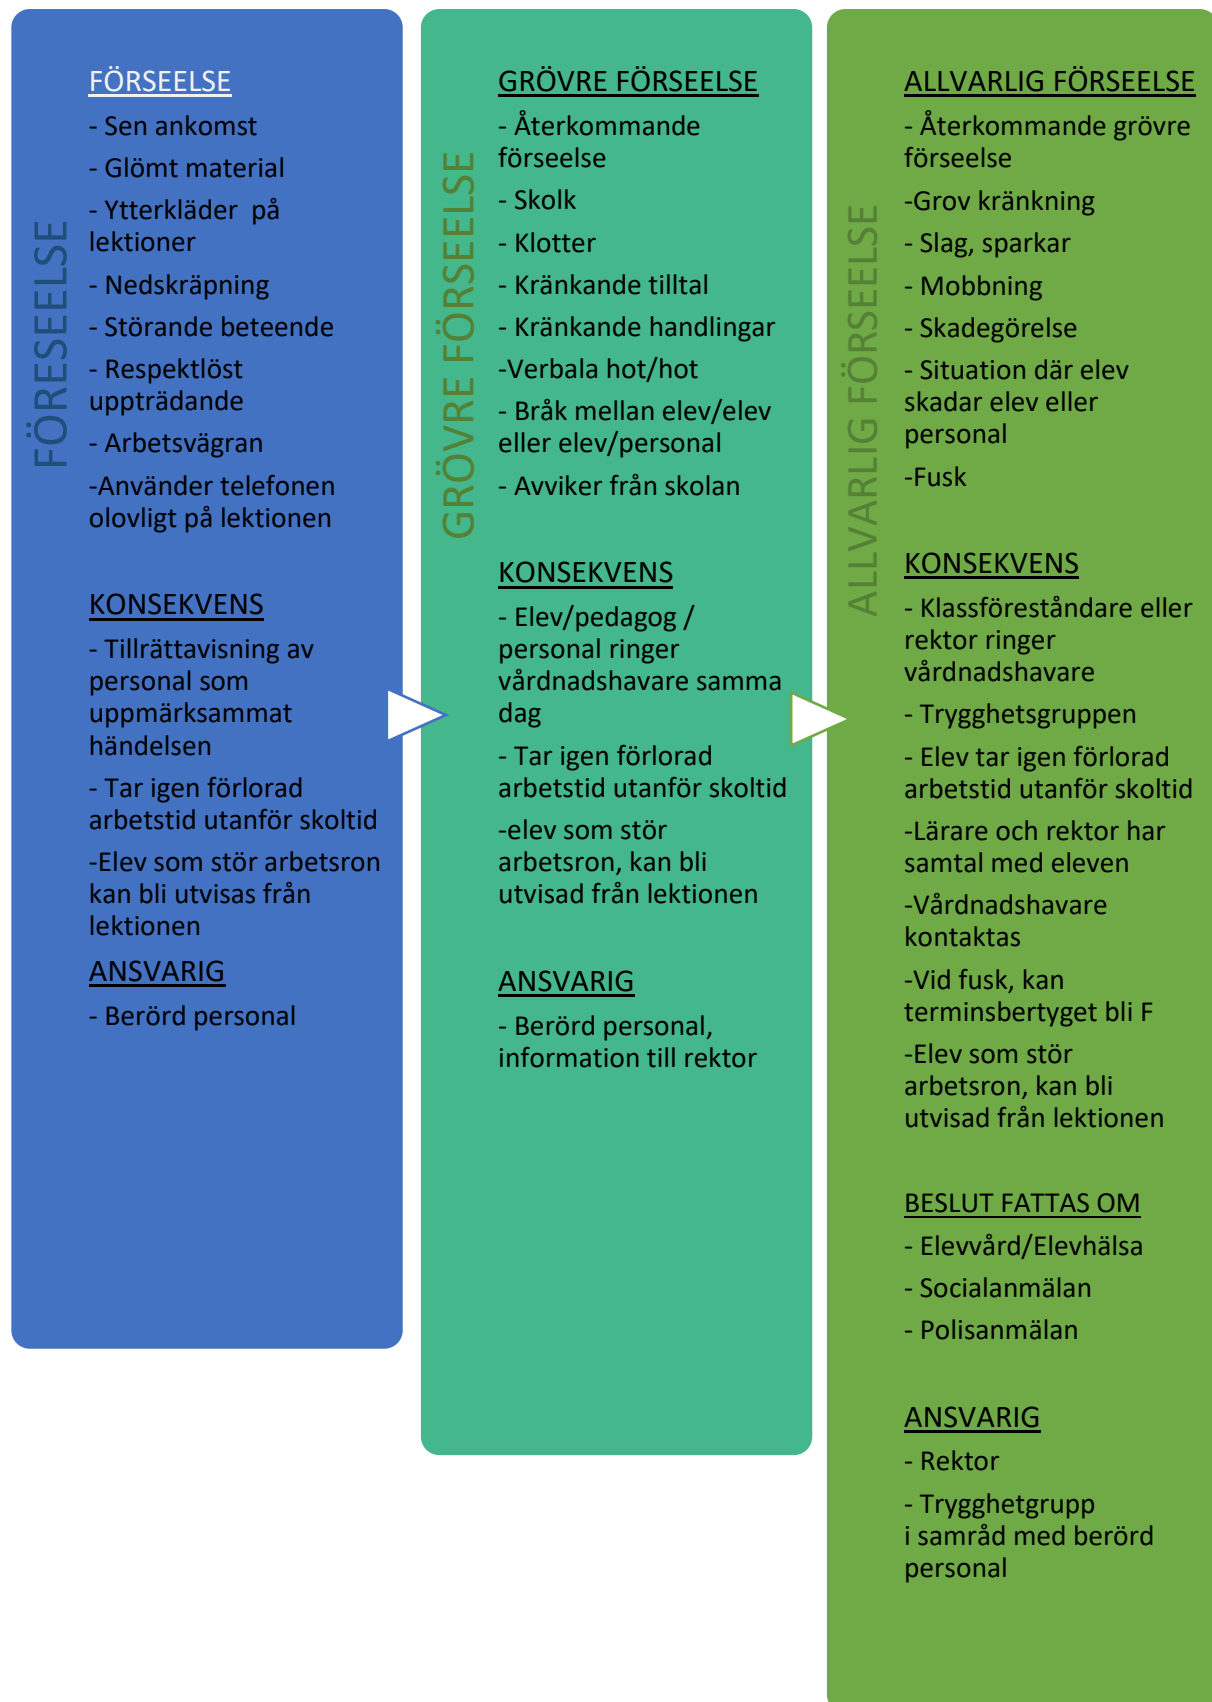 FÖRESEELSE
FÖRSEELSE
- Sen ankomst
- Glömt material
- Ytterkläder  på
lektioner
- Nedskräpning
- Störande beteende
- Respektlöst
uppträdande
- Arbetsvägran
-Använder telefonen
olovligt på lektionen
KONSEKVENS
- Tillrättavisning av
personal som
uppmärksammat
händelsen
- Tar igen förlorad
arbetstid utanför skoltid
-Elev som stör arbetsron
kan bli utvisas från
lektionen
ANSVARIG
- Berörd personal
GRÖVRE FÖRSEELSE
GRÖVRE FÖRSEELSE
- Återkommande
förseelse
- Skolk
- Klotter
- Kränkande tilltal
- Kränkande handlingar
-Verbala hot/hot
- Bråk mellan elev/elev
eller elev/personal
- Avviker från skolan
KONSEKVENS
- Elev/pedagog /
personal ringer
vårdnadshavare samma
dag
- Tar igen förlorad
arbetstid utanför skoltid
-elev som stör
arbetsron, kan bli
utvisad från lektionen
ANSVARIG
- Berörd personal,
information till rektor
ALLVARLIG FÖRSEELSE
ALLVARLIG FÖRSEELSE
- Återkommande grövre
förseelse
-Grov kränkning
- Slag, sparkar
- Mobbning
- Skadegörelse
- Situation där elev
skadar elev eller
personal
-Fusk
KONSEKVENS
- Klassföreståndare eller
rektor ringer
vårdnadshavare
- Trygghetsgruppen
- Elev tar igen förlorad
arbetstid utanför skoltid
-Lärare och rektor har
samtal med eleven
-Vårdnadshavare
kontaktas
-Vid fusk, kan
terminsbertyget bli F
-Elev som stör
arbetsron, kan bli
utvisad från lektionen
BESLUT FATTAS OM
- Elevvård/Elevhälsa
- Socialanmälan
- Polisanmälan
ANSVARIG
- Rektor
- Trygghetgrupp
i samråd med berörd
personal